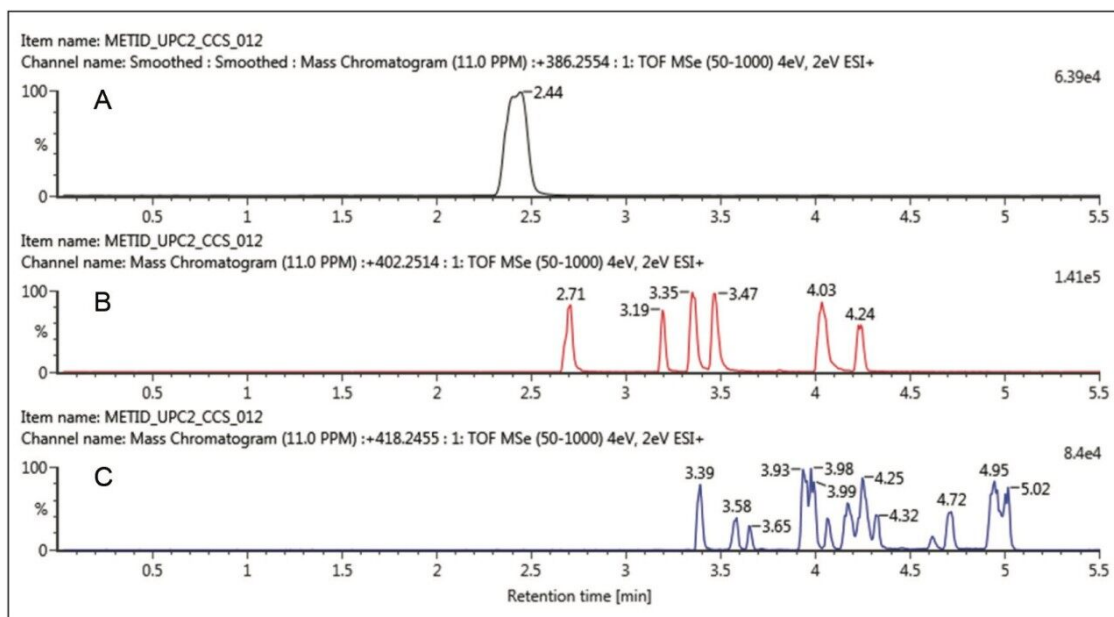 Item name: METID_UPC2_CCS_012
Channel name: Smoothed : Smoothed : Mass Chromatogram (11.0 PPM) :+386.2554 : 1: TOF MSe (50-1000) 4eV, 2eV ESI+
6.39e4
100
A
2.44
%
0
0.5 1 1.5 2 2.5 3 3.5 4 4.5 5 5.5
Item name: METID_UPC2_CCS_012
Channel name: Mass Chromatogram (11.0 PPM) :+402.2514 : 1: TOF MSe (50-1000) 4eV, 2eV ESI+
1.41e5
100
B
2.71 3.19 3.35 3.47 4.03 4.24
%
0
0.5 1 1.5 2 2.5 3 3.5 4 4.5 5 5.5
Item name: METID_UPC2_CCS_012
Channel name: Mass Chromatogram (11.0 PPM) :+418.2455 : 1: TOF MSe (50-1000) 4eV, 2eV ESI+
8.4e4
100
C
3.39 3.58 3.65 3.93 3.98 3.99 4.25 4.32 4.72 4.95 5.02
%
0
0.5 1 1.5 2 2.5 3 3.5 4 4.5 5 5.5
Retention time [min]